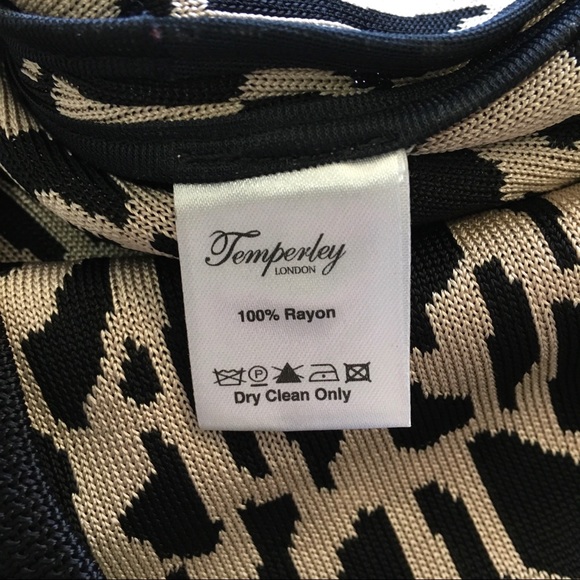 Temperley
LONDON
100% Rayon
P
Dry Clean Only